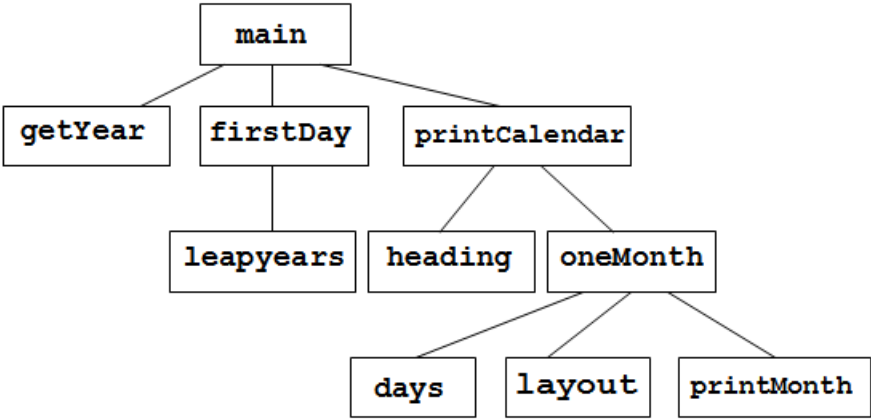 main
getYear
firstDay
printCalendar
leapyears
heading
oneMonth
days
layout
printMonth